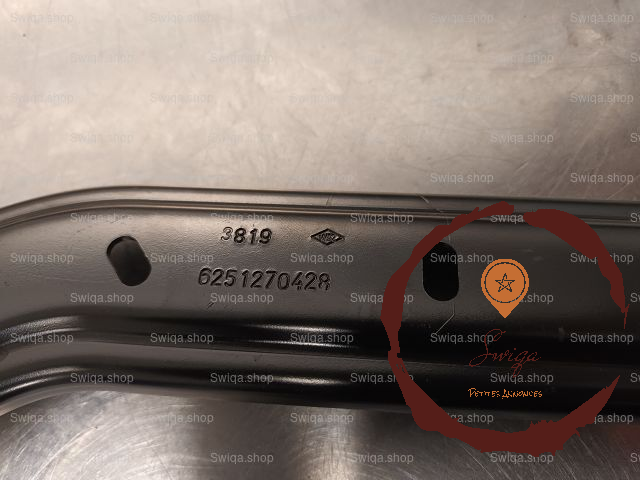 3819
6251270428
Swiqa
PETITES ANNONCES
Swiqa.shop